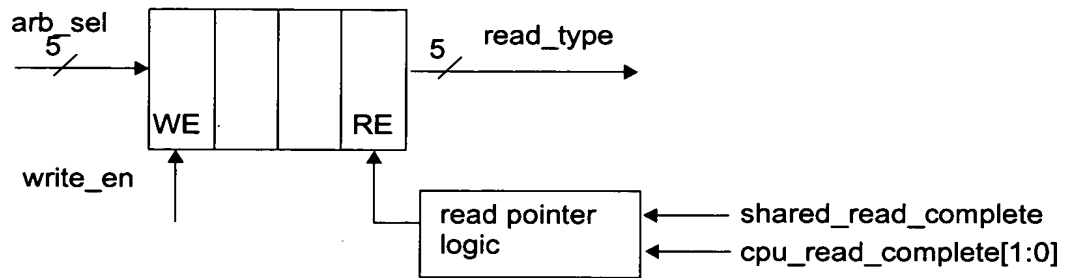 arb_sel
5
5
read_type
WE
RE
write_en
read pointer
logic
shared_read_complete
cpu_read_complete[1:0]